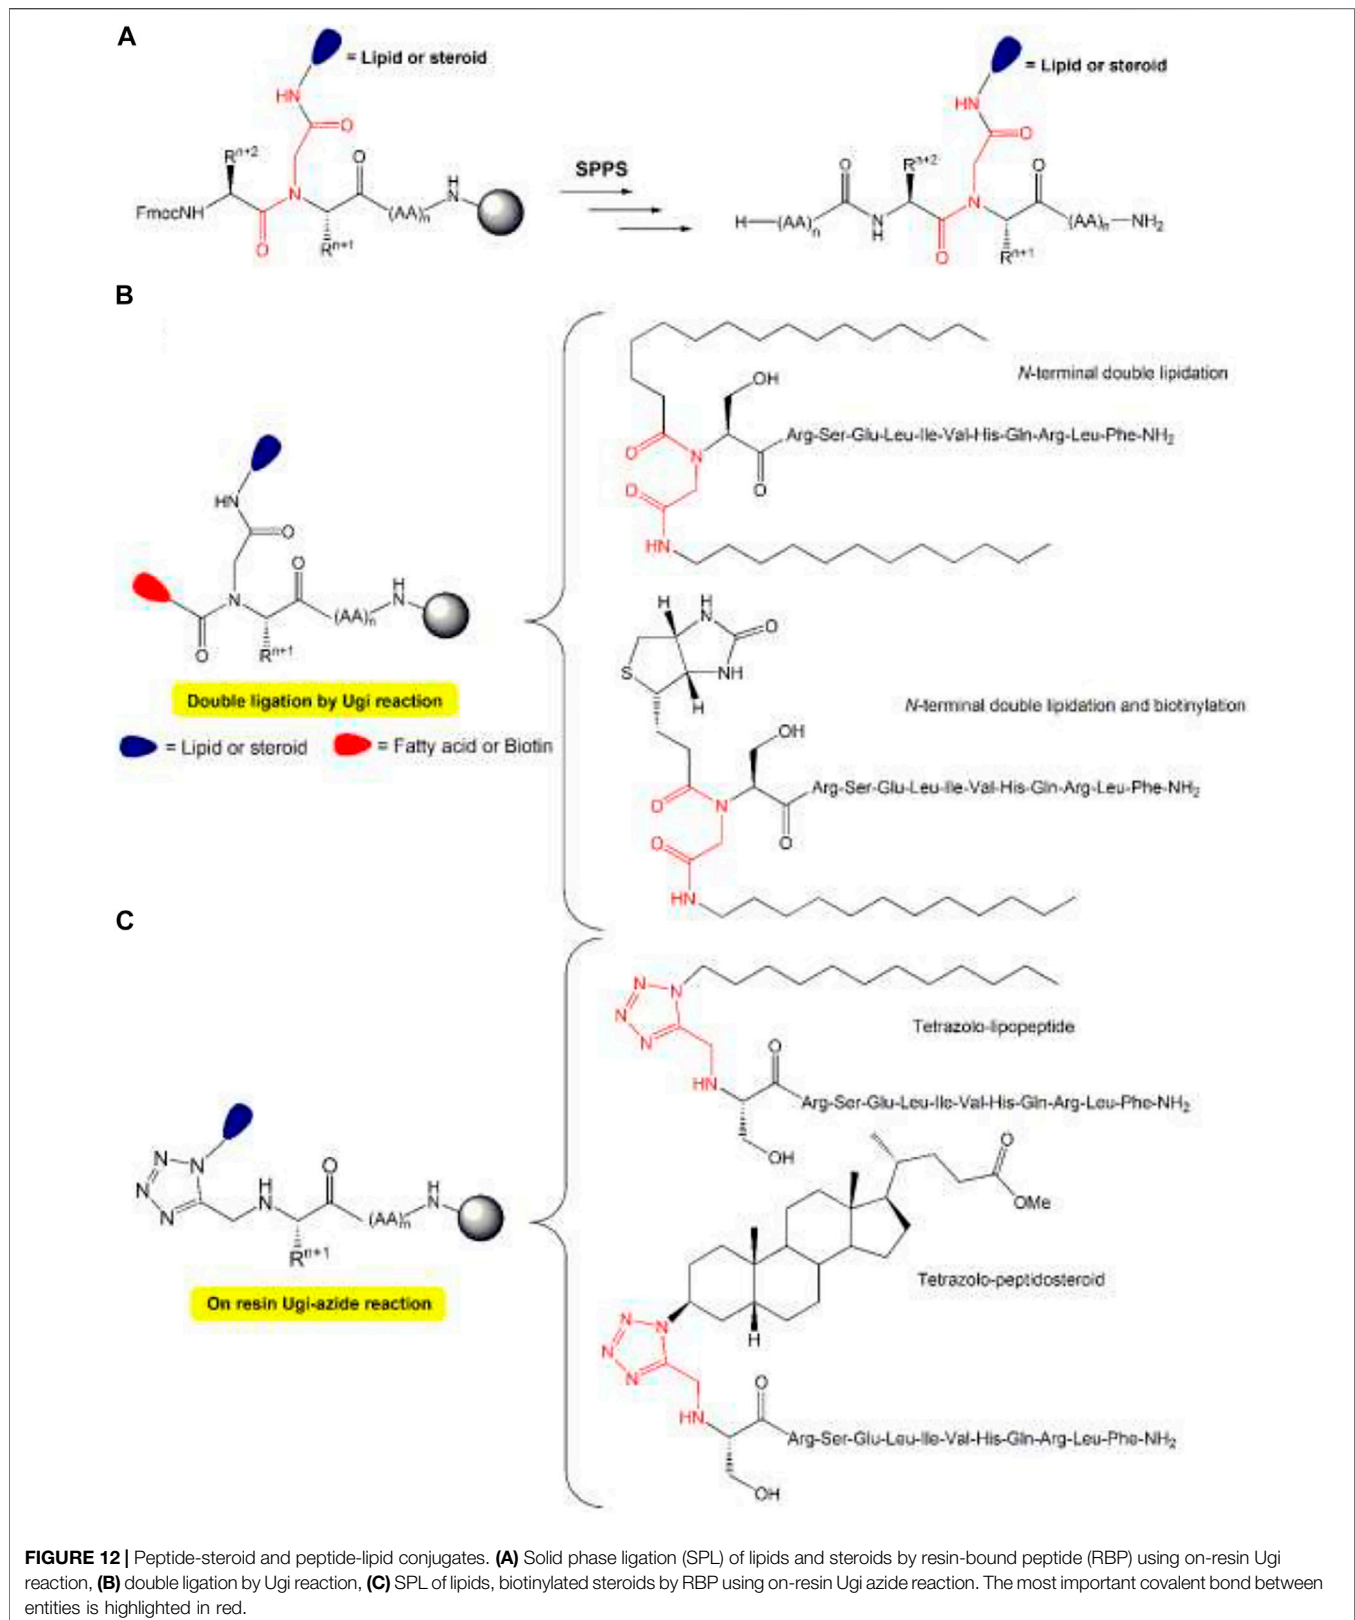 A
= Lipid or steroid
HN
O
R^n+2
O
H
N
FmocNH
N
(AA)n
O
R^n+1
SPPS
= Lipid or steroid
HN
O
O
R^n+2
O
H—(AA)n
N
H
N
(AA)n—NH2
O
R^n+1
B
N-terminal double lipidation
OH
Arg-Ser-Glu-Leu-Ile-Val-His-Gln-Arg-Leu-Phe-NH2
O
N
O
O
HN
HN
O
O
H
N
N
(AA)n
O
R^n+1
Double ligation by Ugi reaction
= Lipid or steroid
= Fatty acid or Biotin
H
H
N
O
S
NH
H
N-terminal double lipidation and biotinylation
OH
Arg-Ser-Glu-Leu-Ile-Val-His-Gln-Arg-Leu-Phe-NH2
O
N
O
O
HN
C
N
N
N
N
Tetrazolo-lipopeptide
O
HN
Arg-Ser-Glu-Leu-Ile-Val-His-Gln-Arg-Leu-Phe-NH2
OH
N
N
N
N
H
N
O
H
N
(AA)n
R^n+1
On resin Ugi-azide reaction
O
OMe
Tetrazolo-peptidosteroid
H
N
N
N
N
O
HN
Arg-Ser-Glu-Leu-Ile-Val-His-Gln-Arg-Leu-Phe-NH2
OH
FIGURE 12 | Peptide-steroid and peptide-lipid conjugates. (A) Solid phase ligation (SPL) of lipids and steroids by resin-bound peptide (RBP) using on-resin Ugi
reaction, (B) double ligation by Ugi reaction, (C) SPL of lipids, biotinylated steroids by RBP using on-resin Ugi azide reaction. The most important covalent bond between
entities is highlighted in red.